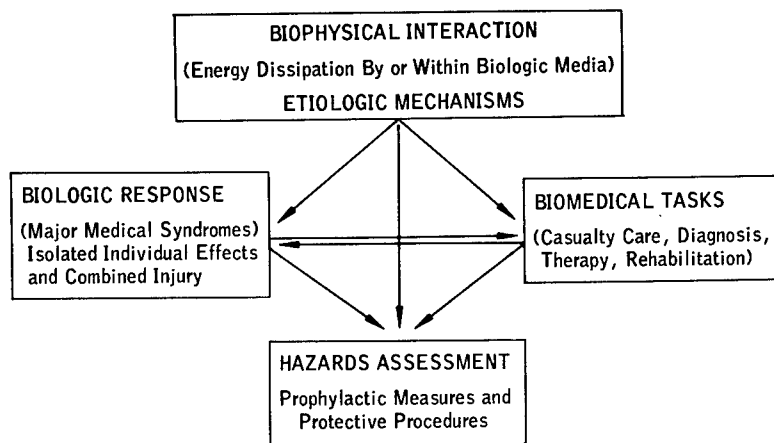 BIOPHYSICAL INTERACTION
(Energy Dissipation By or Within Biologic Media)
ETIOLOGIC MECHANISMS
BIOLOGIC RESPONSE
(Major Medical Syndromes)
Isolated Individual Effects
and Combined Injury
BIOMEDICAL TASKS
(Casualty Care, Diagnosis,
Therapy, Rehabilitation)
HAZARDS ASSESSMENT
Prophylactic Measures and
Protective Procedures